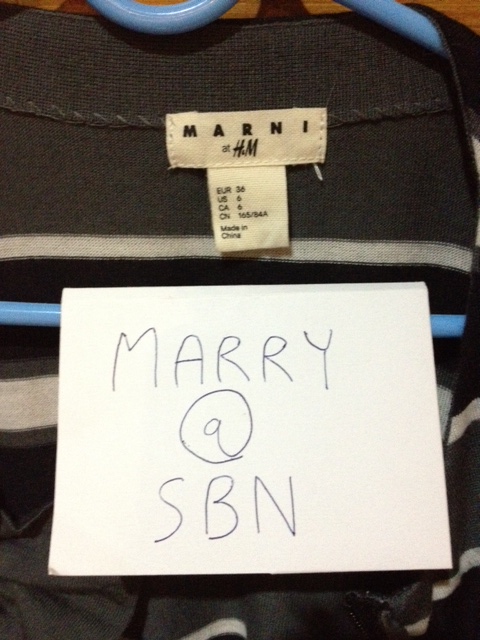 MARNI
at H&M
EUR 36
US 6
CA 6
CN 165/84A
Made in
China
MARRY
@
SBN